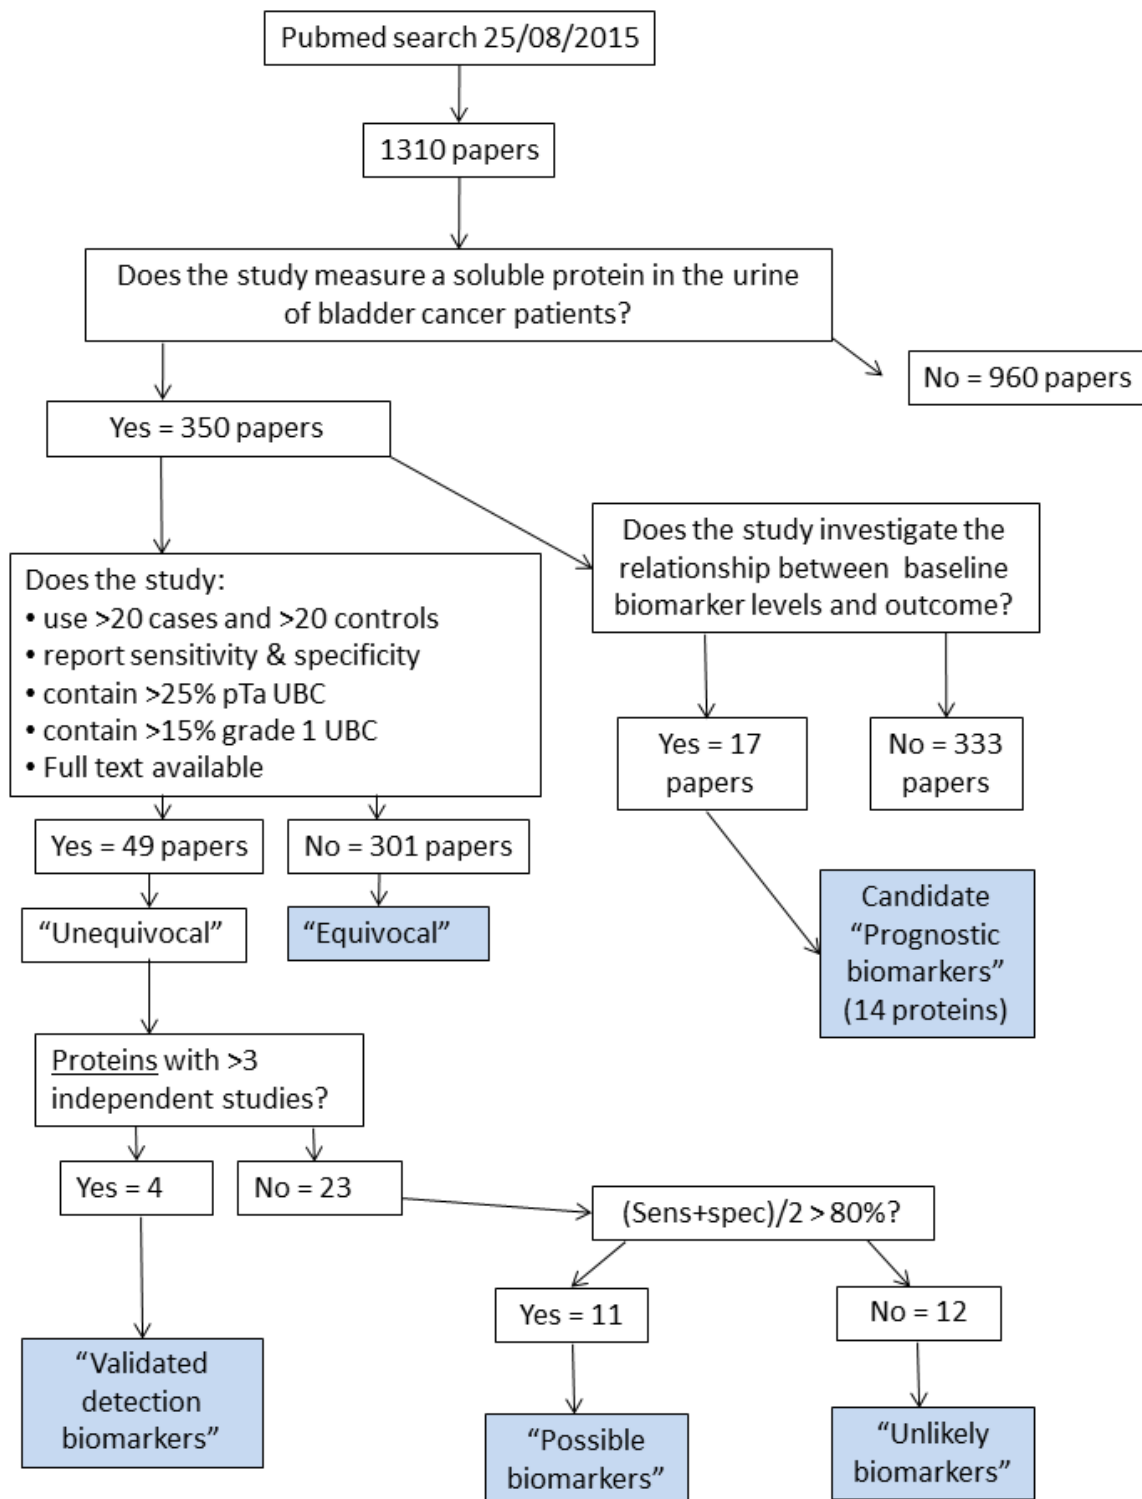 Pubmed search 25/08/2015
1310 papers
Does the study measure a soluble protein in the urine
of bladder cancer patients?
No = 960 papers
Yes = 350 papers
Does the study investigate the
relationship between baseline
biomarker levels and outcome?
Does the study:
• use >20 cases and >20 controls
• report sensitivity & specificity
• contain >25% pTa UBC
• contain >15% grade 1 UBC
• Full text available
Yes = 17
papers
No = 333
papers
Yes = 49 papers
No = 301 papers
“Unequivocal”
“Equivocal”
Candidate
“Prognostic
biomarkers”
(14 proteins)
Proteins with >3
independent studies?
Yes = 4
No = 23
(Sens+spec)/2 > 80%?
Yes = 11
No = 12
“Validated
detection
biomarkers”
“Possible
biomarkers”
“Unlikely
biomarkers”